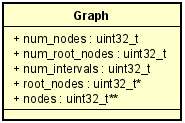 Graph
+ num_nodes : uint32_t
+ num_root_nodes : uint32_t
+ num_intervals : uint32_t
+ root_nodes : uint32_t*
+ nodes : uint32_t**